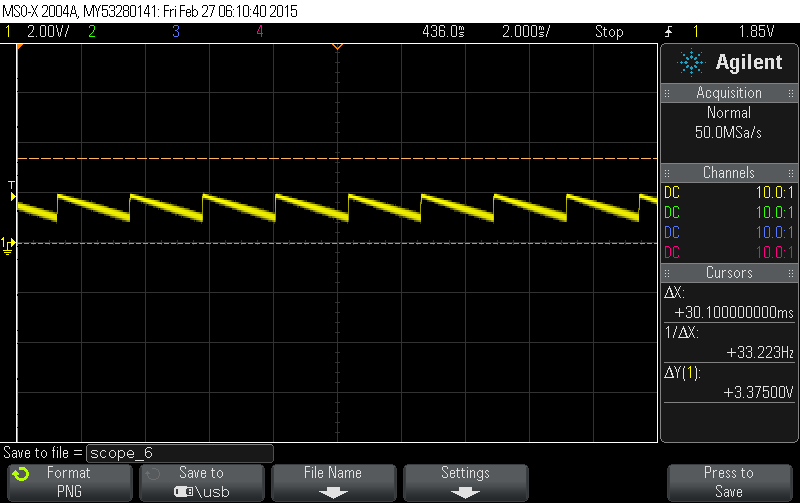 MSO-X 2004A, MY53280141: Fri Feb 27 06:10:40 2015
1 2.00V/ 2 3 4 436.0s 2.000s/ Stop 1 1.85V
Agilent
Acquisition
Normal
50.0MSa/s
Channels
DC 10.0:1
DC 10.0:1
DC 10.0:1
DC 10.0:1
Cursors
ΔX:
+30.100000000ms
1/ΔX:
+33.223Hz
ΔY(1):
+3.37500V
T
1
Save to file = scope_6
Format
PNG
Save to
\usb
File Name
Settings
Press to
Save